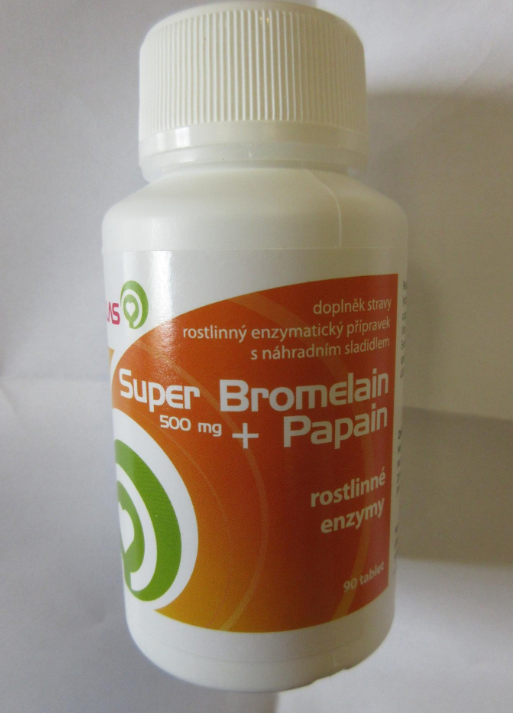 doplněk stravy
rostlinný enzymatický přípravek
s náhradním sladidlem
Super Bromelain
500 mg + Papain
rostlinné
enzymy
90 tablet